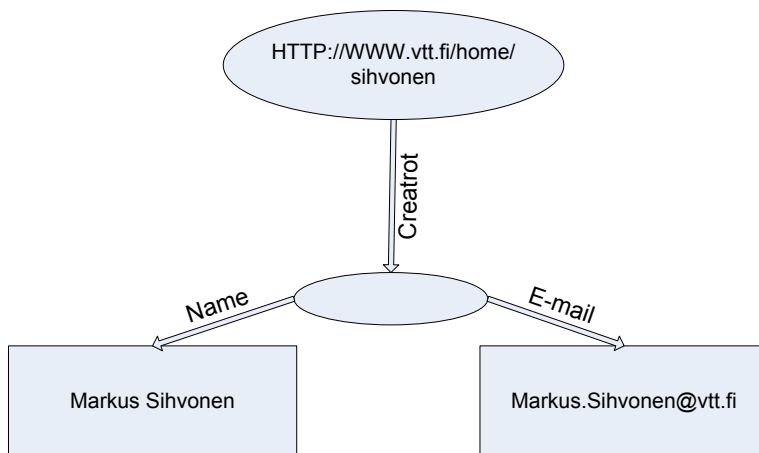 HTTP://WWW.vtt.fi/home/
sihvonen
Creatrot
Name
E-mail
Markus Sihvonen
Markus.Sihvonen@vtt.fi